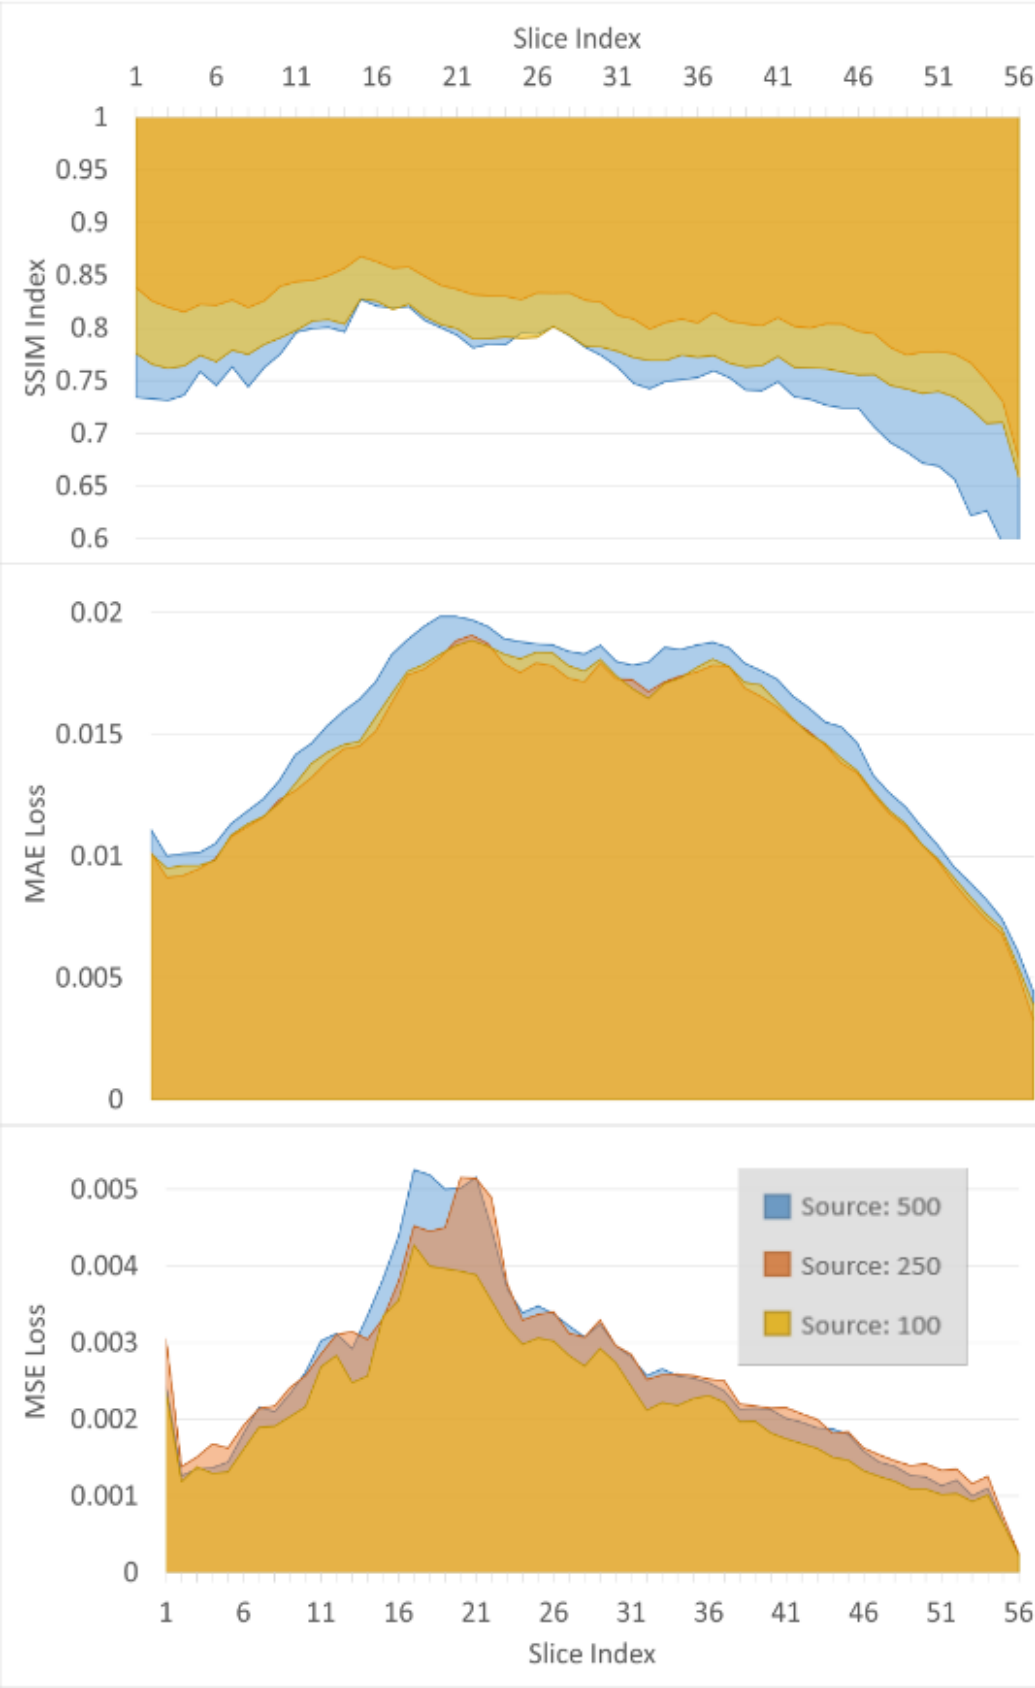 Slice Index
1 6 11 16 21 26 31 36 41 46 51 56
1
0.95
0.9
0.85
0.8
0.75
0.7
0.65
0.6
SSIM Index
0.02
0.015
0.01
0.005
0
MAE Loss
0.005
0.004
0.003
0.002
0.001
0
MSE Loss
Source: 500
Source: 250
Source: 100
1 6 11 16 21 26 31 36 41 46 51 56
Slice Index